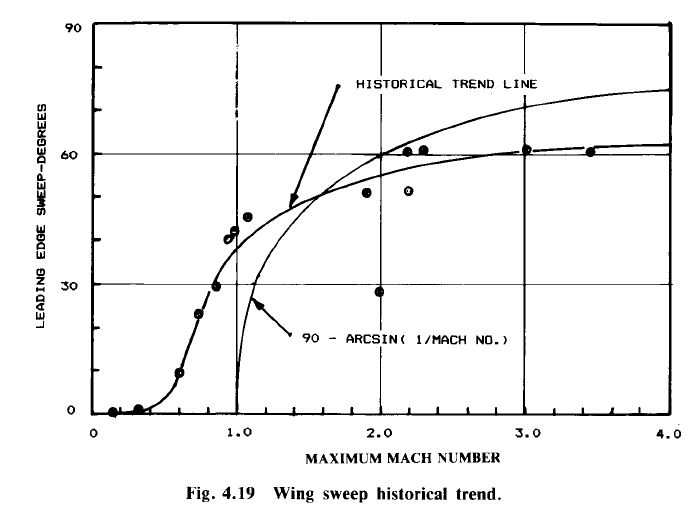 90
HISTORICAL TREND LINE
60
LEADING EDGE SWEEP-DEGREES
30
90 - ARCSIN( 1/MACH NO.)
0
0 1.0 2.0 3.0 4.0
MAXIMUM MACH NUMBER
Fig. 4.19 Wing sweep historical trend.